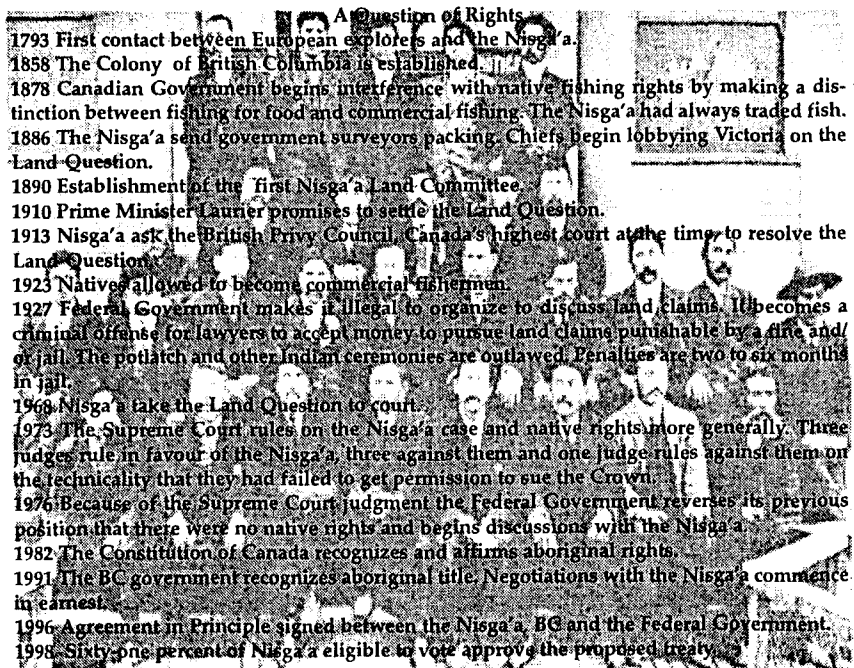 A Question of Rights
1793 First contact between European explorers and the Nisga'a.
1858 The Colony of British Columbia is established.
1878 Canadian Government begins interference with native fishing rights by making a dis-
tinction between fishing for food and commercial fishing. The Nisga'a had always traded fish.
1886 The Nisga'a send government surveyors packing. Chiefs begin lobbying Victoria on the
Land Question.
1890 Establishment of the first Nisga'a Land Committee.
1910 Prime Minister Laurier promises to settle the Land Question.
1913 Nisga'a ask the British Privy Council, Canada's highest court at the time, to resolve the
Land Question.
1923 Natives allowed to become commercial fishermen.
1927 Federal Government makes it illegal to organize to discuss land claims. It becomes a
criminal offense for lawyers to accept money to pursue land claims punishable by a fine and/
or jail. The potlatch and other Indian ceremonies are outlawed. Penalties are two to six months
in jail.
1968 Nisga'a take the Land Question to court.
1973 The Supreme Court rules on the Nisga'a case and native rights more generally. Three
judges rule in favour of the Nisga'a, three against them and one judge rules against them on
the technicality that they had failed to get permission to sue the Crown.
1976 Because of the Supreme Court judgment the Federal Government reverses its previous
position that there were no native rights and begins discussions with the Nisga'a.
1982 The Constitution of Canada recognizes and affirms aboriginal rights.
1991 The BC government recognizes aboriginal title. Negotiations with the Nisga'a commence
in earnest.
1996 Agreement in Principle signed between the Nisga'a, BC and the Federal Government.
1998 Sixty-one percent of Nisga'a eligible to vote approve the proposed treaty.